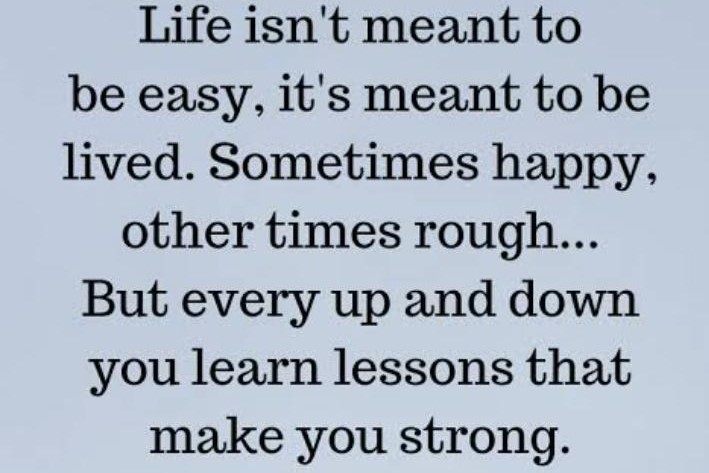 Life isn't meant to
be easy, it's meant to be
lived. Sometimes happy,
other times rough...
But every up and down
you learn lessons that
make you strong.